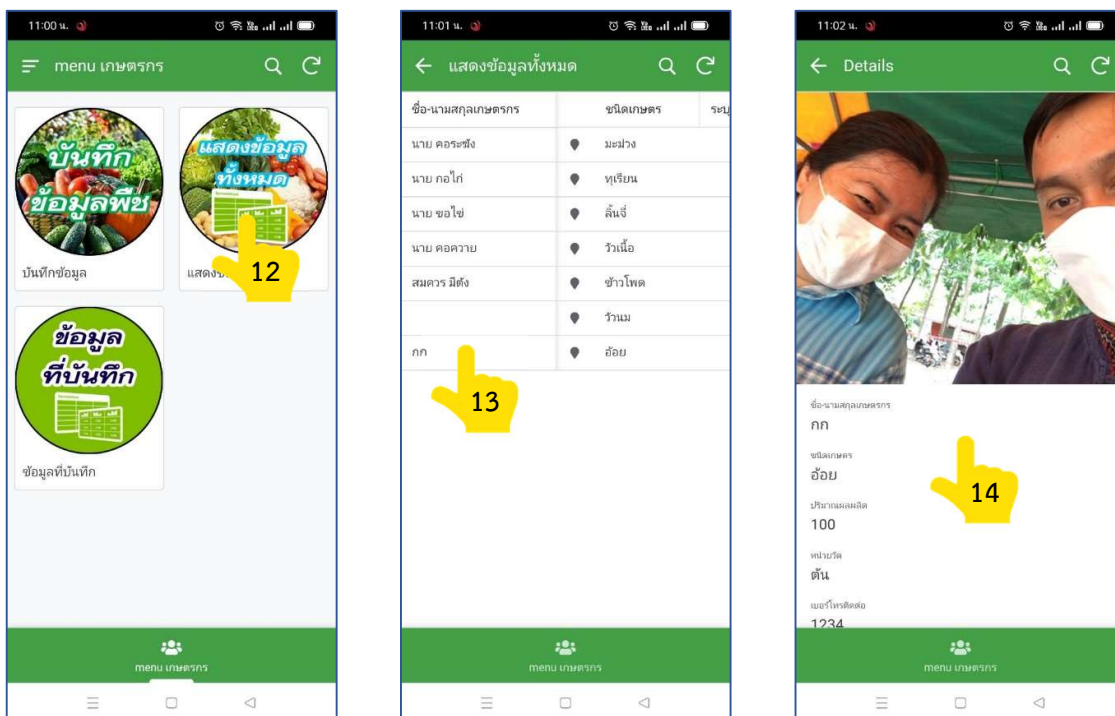 11:00 น.
menu เกษตรกร
บันทึก
ข้อมูลพืช
บันทึกข้อมูล
แสดงข้อมูล
ทั้งหมด
12
ข้อมูล
ที่บันทึก
ข้อมูลที่บันทึก
menu เกษตรกร
11:01 น.
แสดงข้อมูลทั้งหมด
ชื่อ-นามสกุลเกษตรกร ชนิดเกษตร ระบุ
นาย คอระฆัง มะม่วง
นาย กอไก่ ทุเรียน
นาย ขอไข่ ลิ้นจี่
นาย คอควาย วัวเนื้อ
สมควร มีตัง ข้าวโพด
วัวนม
กก อ้อย
13
menu เกษตรกร
11:02 น.
Details
ชื่อ-นามสกุลเกษตรกร
กก
ชนิดเกษตร
อ้อย
ปริมาณผลผลิต
100
หน่วยวัด
ตัน
เบอร์โทรติดต่อ
1234
14
menu เกษตรกร